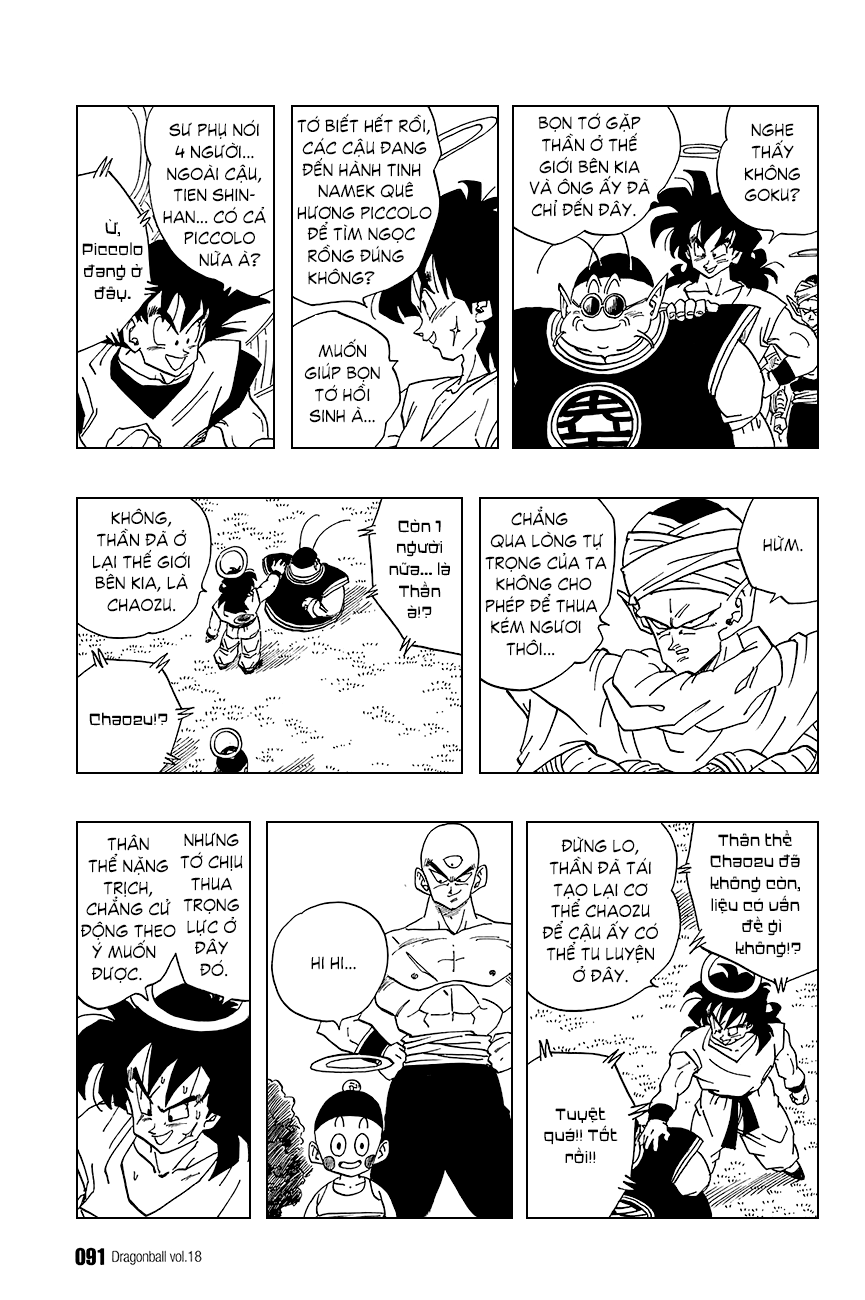 NGHE
THẤY
KHÔNG
GOKU?
BỌN TỚ GẶP
THẦN Ở THẾ
GIỚI BÊN KIA
VÀ ÔNG ẤY ĐÃ
CHỈ ĐẾN ĐÂY.
TỚ BIẾT HẾT RỒI,
CÁC CẬU ĐANG
ĐẾN HÀNH TINH
NAMEK QUÊ
HƯƠNG PICCOLO
ĐỂ TÌM NGỌC
RỒNG ĐÚNG
KHÔNG?
MUỐN
GIÚP BỌN
TỚ HỒI
SINH À...
SƯ PHỤ NÓI
4 NGƯỜI...
NGOÀI CẬU,
TIEN SHIN-
HAN... CÓ CẢ
PICCOLO
NỮA À?
Ừ,
Piccolo
đang ở
đây.
HỪM.
CHẲNG
QUA LÒNG TỰ
TRỌNG CỦA TA
KHÔNG CHO
PHÉP ĐỂ THUA
KÉM NGƯƠI
THÔI...
Còn 1
người
nữa... là
Thần
à!?
KHÔNG,
THẦN ĐÃ Ở
LẠI THẾ GIỚI
BÊN KIA, LÀ
CHAOZU.
Chaozu!?
Thân thể
Chaozu đã
không còn,
liệu có vấn
đề gì
không!?
ĐỪNG LO,
THẦN ĐÃ TÁI
TẠO LẠI CƠ
THỂ CHAOZU
ĐỂ CẬU ẤY CÓ
THỂ TU LUYỆN
Ở ĐÂY.
Tuyệt
quá!! Tốt
rồi!!
HI HI...
NHƯNG
TỚ CHỊU
THUA
TRỌNG
LỰC Ở
ĐÂY
ĐÓ.
THÂN
THỂ NẶNG
TRỊCH,
CHẲNG CỬ
ĐỘNG THEO
Ý MUỐN
ĐƯỢC.
091 Dragonball vol.18